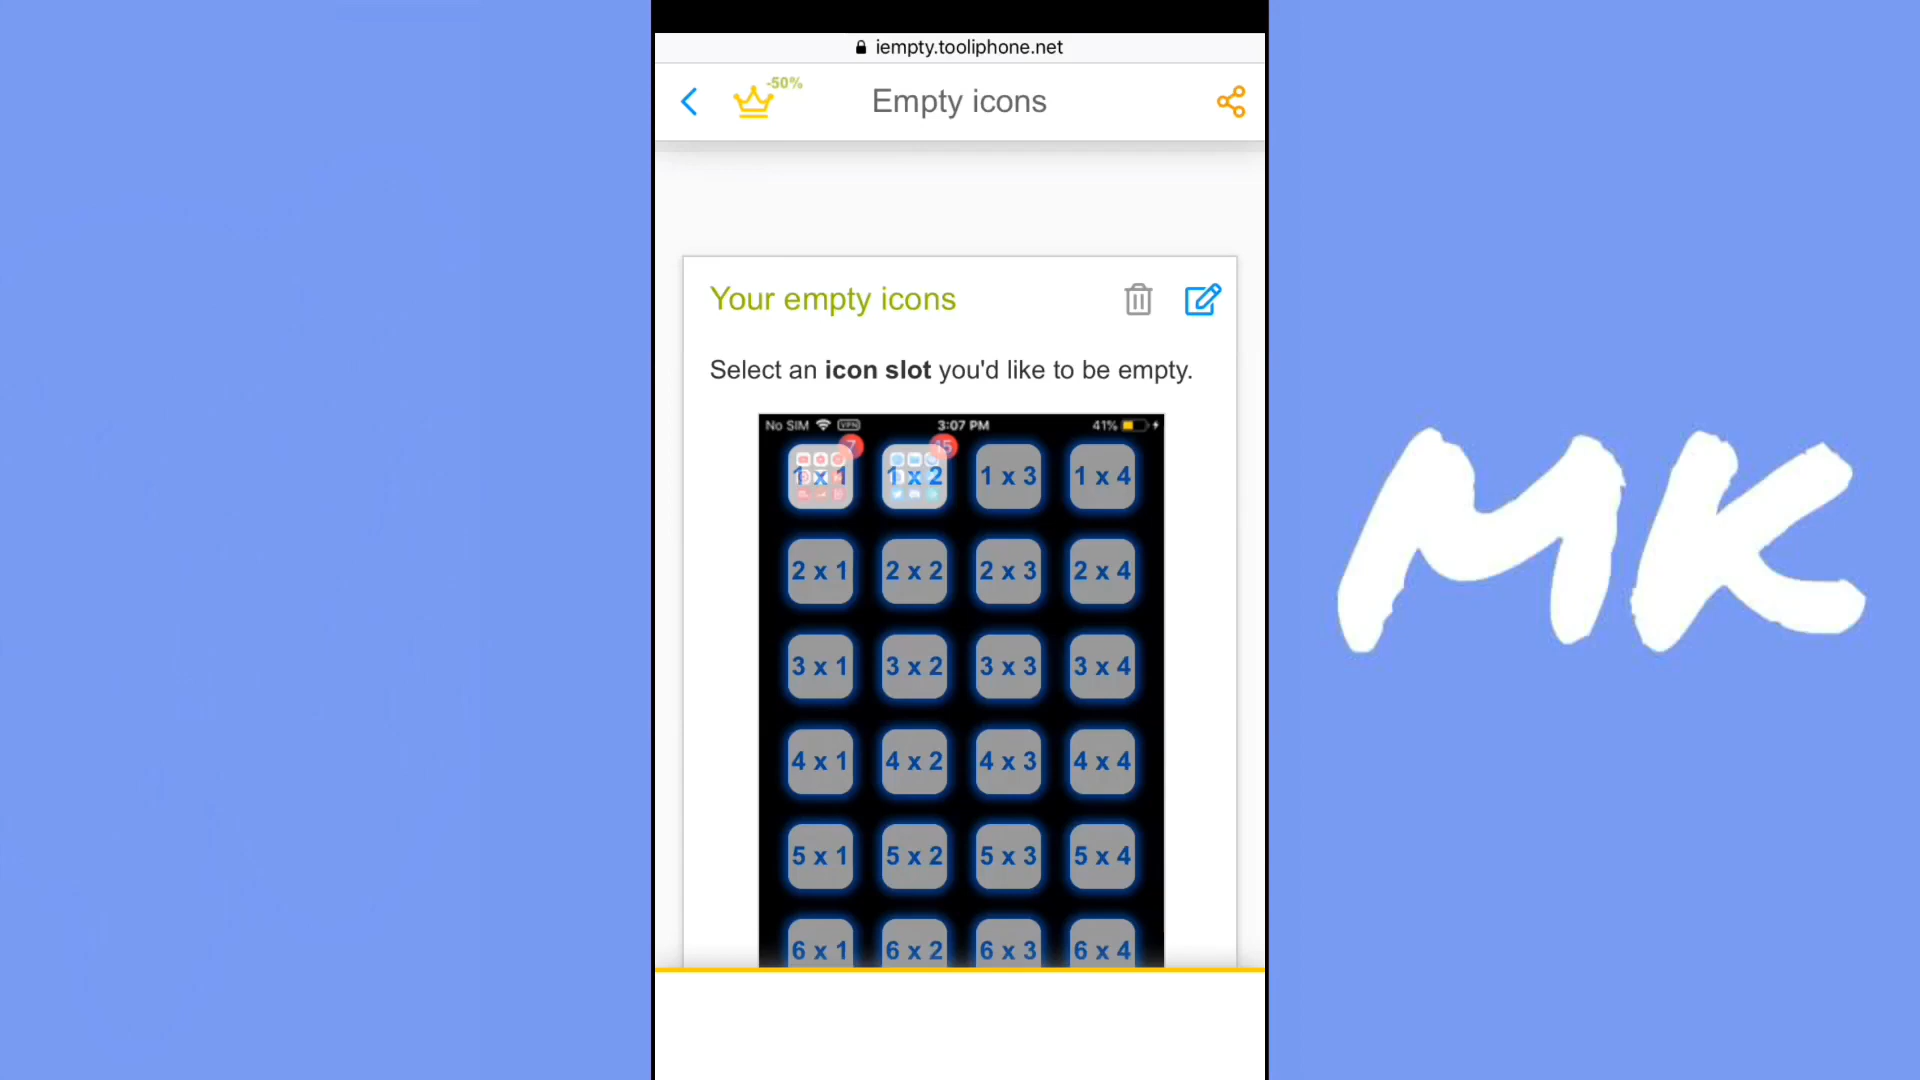 iempty.tooliphone.net
-50%
Empty icons
Your empty icons
Select an icon slot you'd like to be empty.
No SIM VPN 3:07 PM 41%
7 15
1 x 1 1 x 2 1 x 3 1 x 4
2 x 1 2 x 2 2 x 3 2 x 4
3 x 1 3 x 2 3 x 3 3 x 4
4 x 1 4 x 2 4 x 3 4 x 4
5 x 1 5 x 2 5 x 3 5 x 4
6 x 1 6 x 2 6 x 3 6 x 4
MK